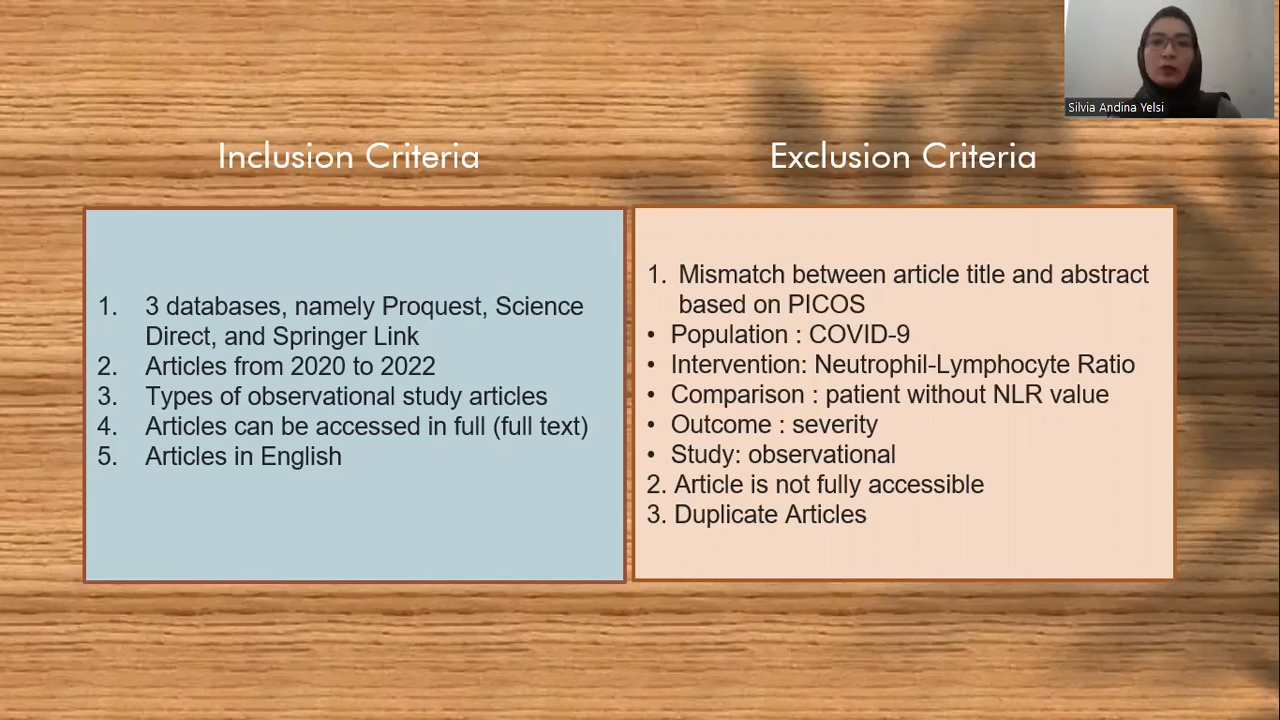 Silvia Andina Yelsi
Inclusion Criteria
1. 3 databases, namely Proquest, Science
Direct, and Springer Link
2. Articles from 2020 to 2022
3. Types of observational study articles
4. Articles can be accessed in full (full text)
5. Articles in English
Exclusion Criteria
1. Mismatch between article title and abstract
based on PICOS
• Population : COVID-9
• Intervention: Neutrophil-Lymphocyte Ratio
• Comparison : patient without NLR value
• Outcome : severity
• Study: observational
2. Article is not fully accessible
3. Duplicate Articles